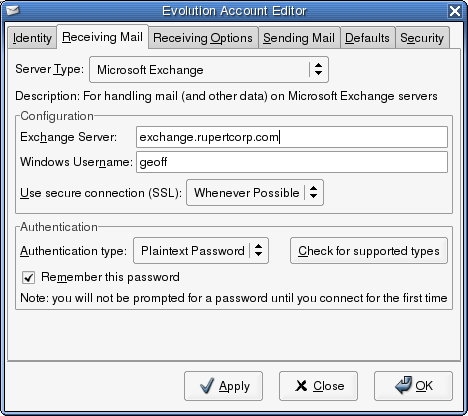 Evolution Account Editor
Identity Receiving Mail Receiving Options Sending Mail Defaults Security
Server Type: Microsoft Exchange
Description: For handling mail (and other data) on Microsoft Exchange servers
Configuration
Exchange Server: exchange.rupertcorp.com
Windows Username: geoff
Use secure connection (SSL): Whenever Possible
Authentication
Authentication type: Plaintext Password Check for supported types
Remember this password
Note: you will not be prompted for a password until you connect for the first time
Apply Close OK